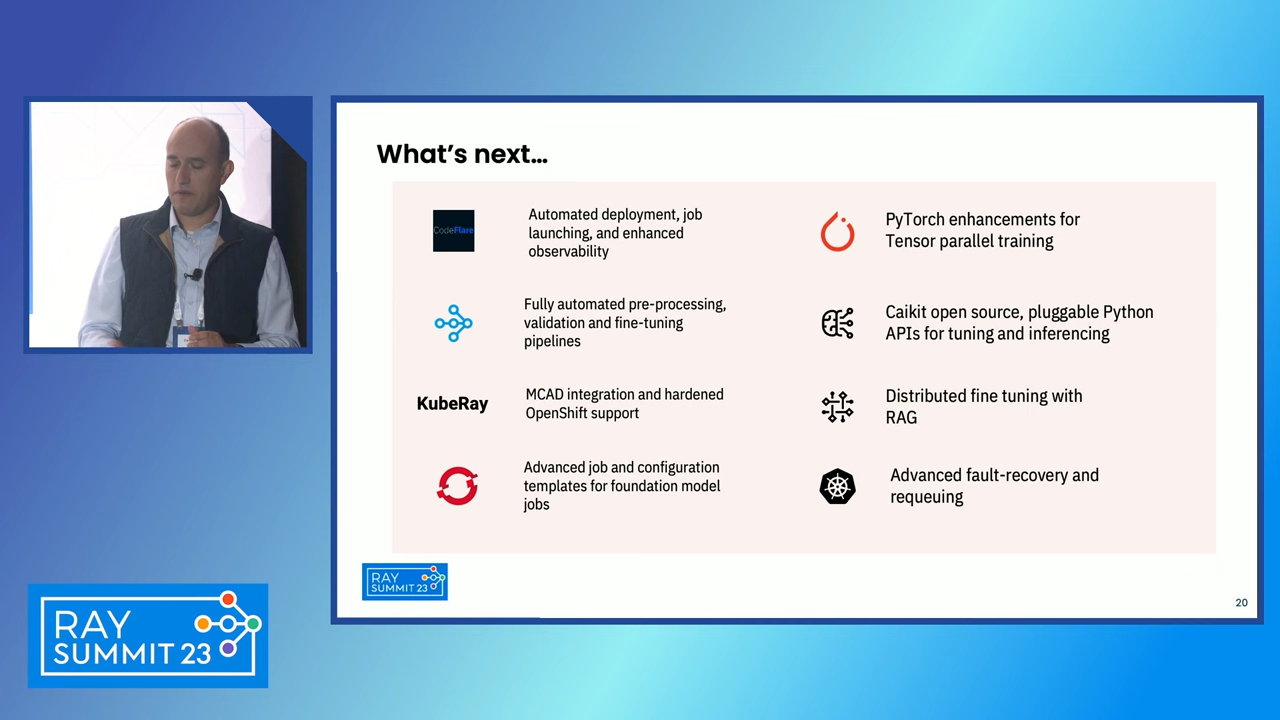 What's next…
CodeFlare
Automated deployment, job
launching, and enhanced
observability
Fully automated pre-processing,
validation and fine-tuning
pipelines
KubeRay
MCAD integration and hardened
OpenShift support
Advanced job and configuration
templates for foundation model
jobs
PyTorch enhancements for
Tensor parallel training
Caikit open source, pluggable Python
APIs for tuning and inferencing
Distributed fine tuning with
RAG
Advanced fault-recovery and
requeuing
RAY
SUMMIT 23
20
RAY
SUMMIT 23